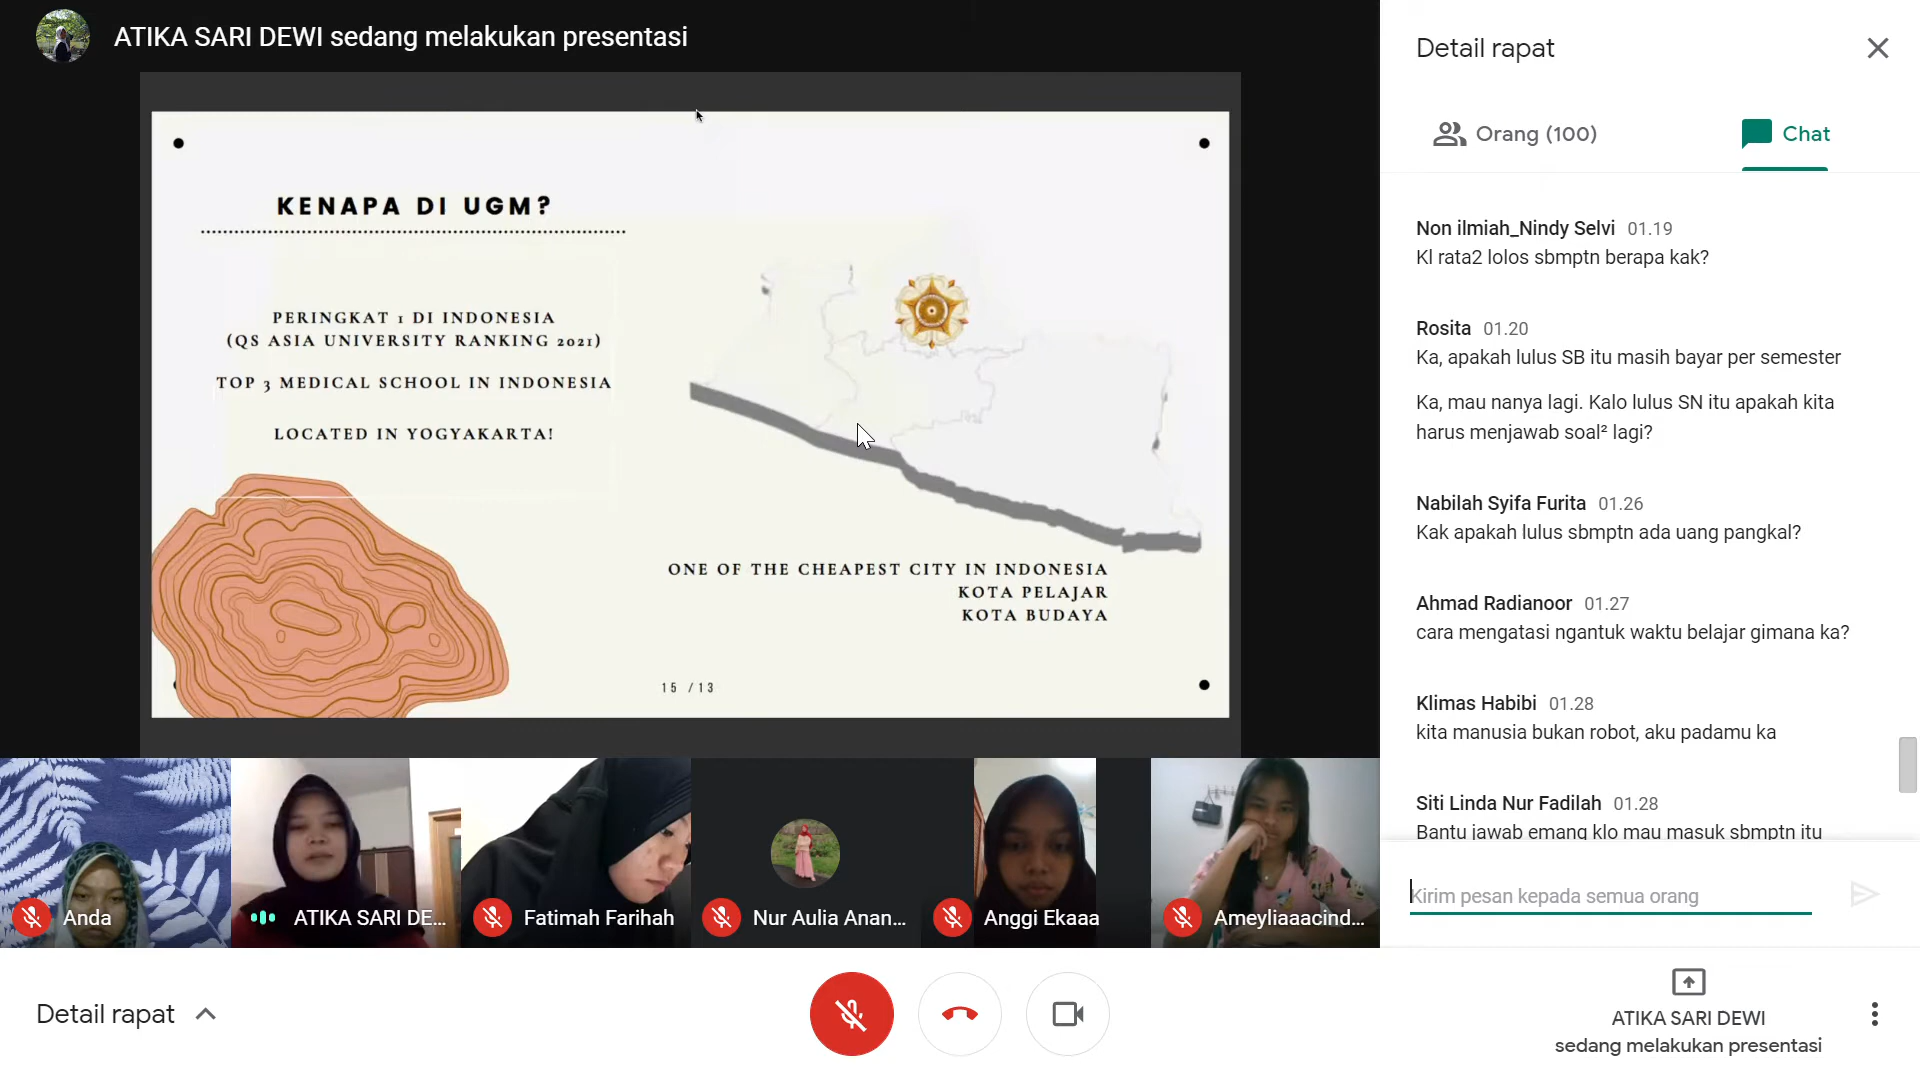 ATIKA SARI DEWI sedang melakukan presentasi
KENAPA DI UGM?
PERINGKAT 1 DI INDONESIA
(QS ASIA UNIVERSITY RANKING 2021)
TOP 3 MEDICAL SCHOOL IN INDONESIA
LOCATED IN YOGYAKARTA!
ONE OF THE CHEAPEST CITY IN INDONESIA
KOTA PELAJAR
KOTA BUDAYA
15 /13
Anda
ATIKA SARI DE...
Fatimah Farihah
Nur Aulia Anan...
Anggi Ekaaa
Ameyliaaacind...
Detail rapat
Detail rapat
Orang (100)
Chat
Non ilmiah_Nindy Selvi 01.19
Kl rata2 lolos sbmptn berapa kak?
Rosita 01.20
Ka, apakah lulus SB itu masih bayar per semester
Ka, mau nanya lagi. Kalo lulus SN itu apakah kita
harus menjawab soal² lagi?
Nabilah Syifa Furita 01.26
Kak apakah lulus sbmptn ada uang pangkal?
Ahmad Radianoor 01.27
cara mengatasi ngantuk waktu belajar gimana ka?
Klimas Habibi 01.28
kita manusia bukan robot, aku padamu ka
Siti Linda Nur Fadilah 01.28
Bantu jawab emang klo mau masuk sbmptn itu
Kirim pesan kepada semua orang
ATIKA SARI DEWI
sedang melakukan presentasi